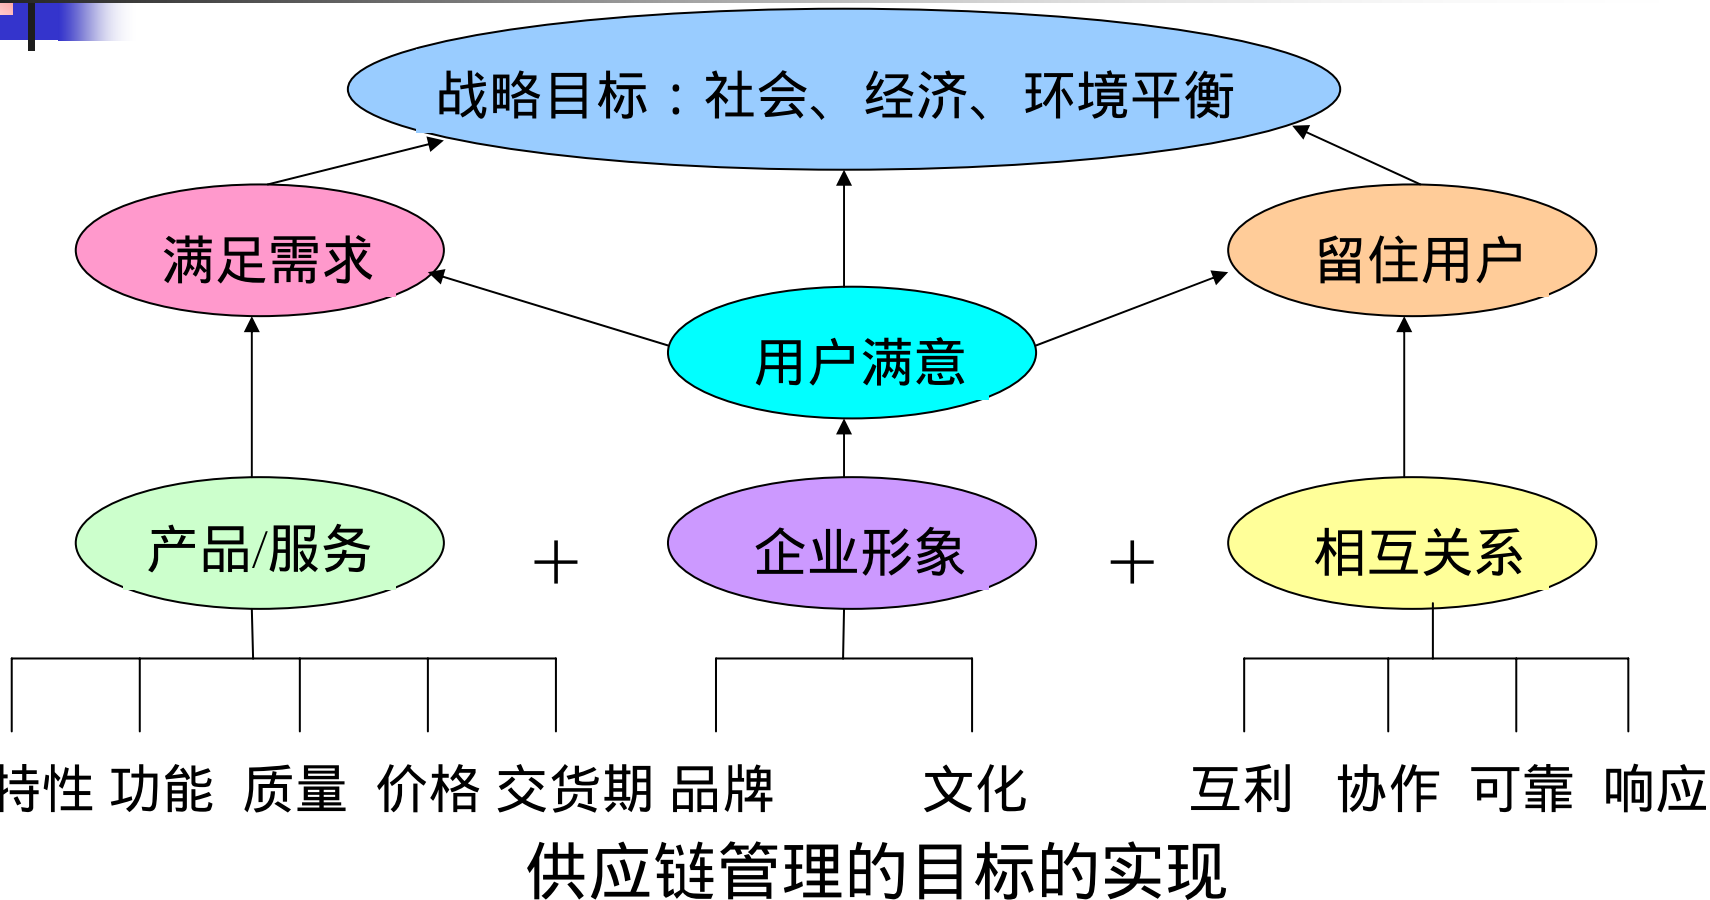 战略目标：社会、经济、环境平衡
满足需求
留住用户
用户满意
产品/服务
+
企业形象
+
相互关系
特性 功能 质量 价格 交货期 品牌 文化 互利 协作 可靠 响应
供应链管理的目标的实现